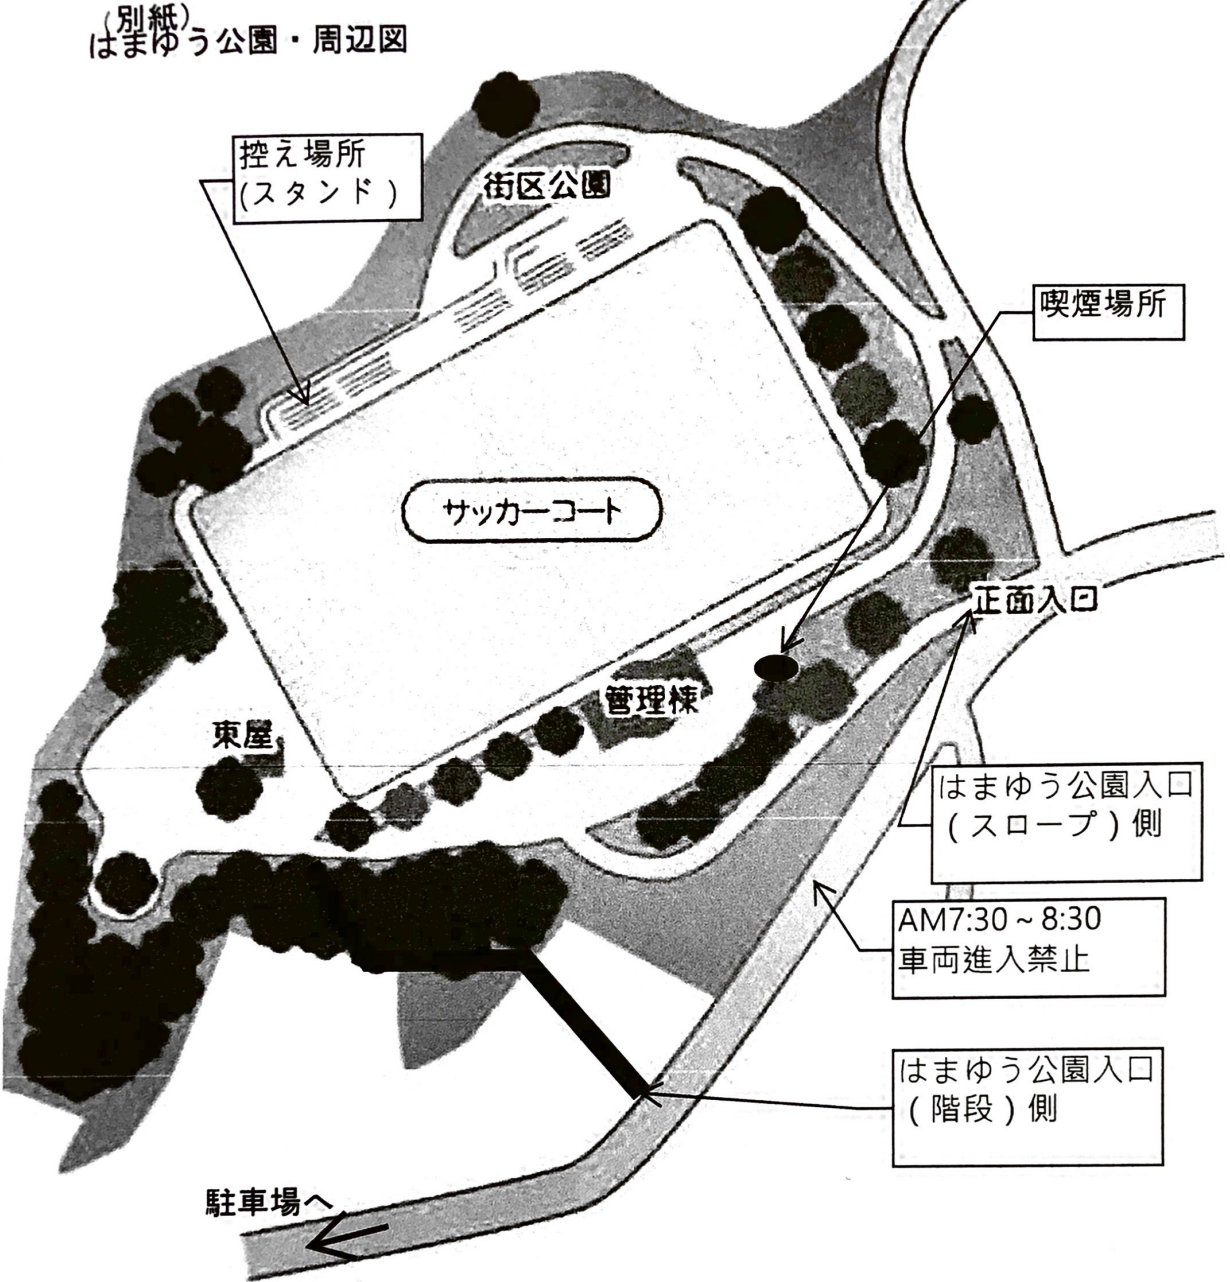 (別紙)
はまゆう公園・周辺図
控え場所
(スタンド)
街区公園
喫煙場所
サッカーコート
正面入口
管理棟
東屋
はまゆう公園入口
(スロープ)側
AM7:30~8:30
車両進入禁止
はまゆう公園入口
(階段)側
駐車場へ